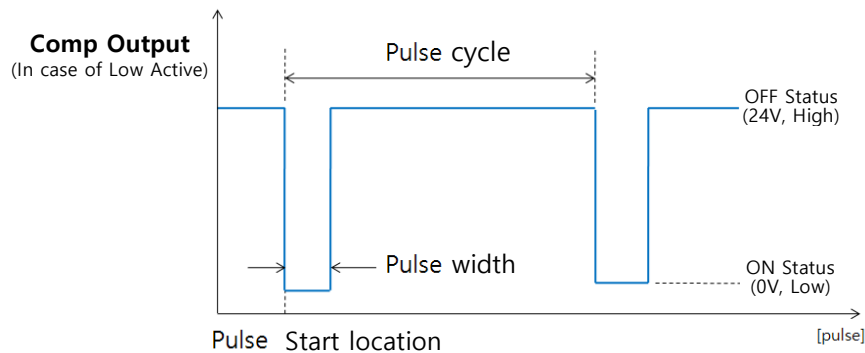 Comp Output
(In case of Low Active)
Pulse cycle
OFF Status
(24V, High)
Pulse width
ON Status
(0V, Low)
Pulse Start location
[pulse]